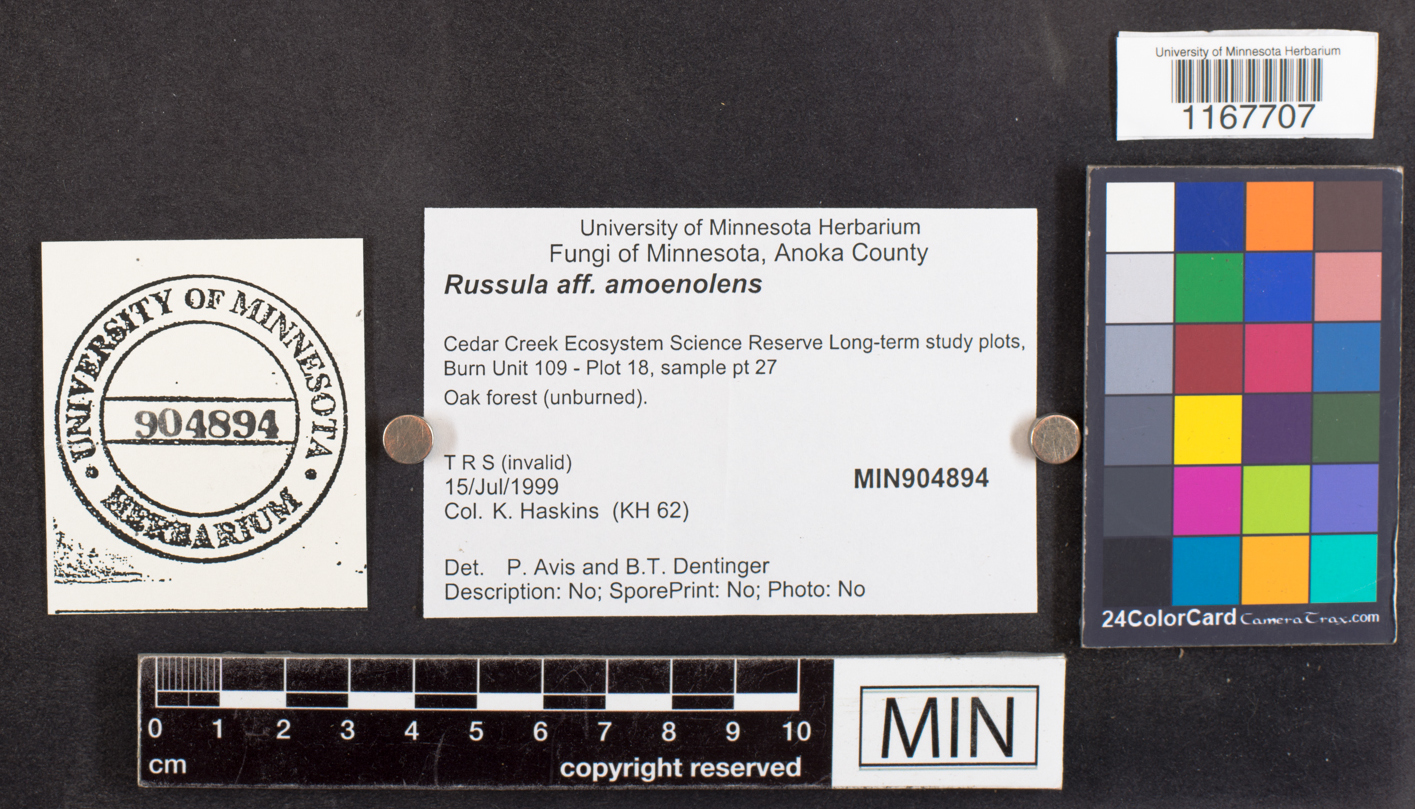 University of Minnesota Herbarium
1167707
University of Minnesota Herbarium
Fungi of Minnesota, Anoka County
Russula aff. amoenolens
Cedar Creek Ecosystem Science Reserve Long-term study plots,
Burn Unit 109 - Plot 18, sample pt 27
Oak forest (unburned).
T R S (invalid)
15/Jul/1999
MIN904894
Col. K. Haskins (KH 62)
Det. P. Avis and B.T. Dentinger
Description: No; SporePrint: No; Photo: No
UNIVERSITY OF MINNESOTA
904894
HERBARIUM
24ColorCard CameraTrax.com
0 1 2 3 4 5 6 7 8 9 10
cm
copyright reserved
MIN